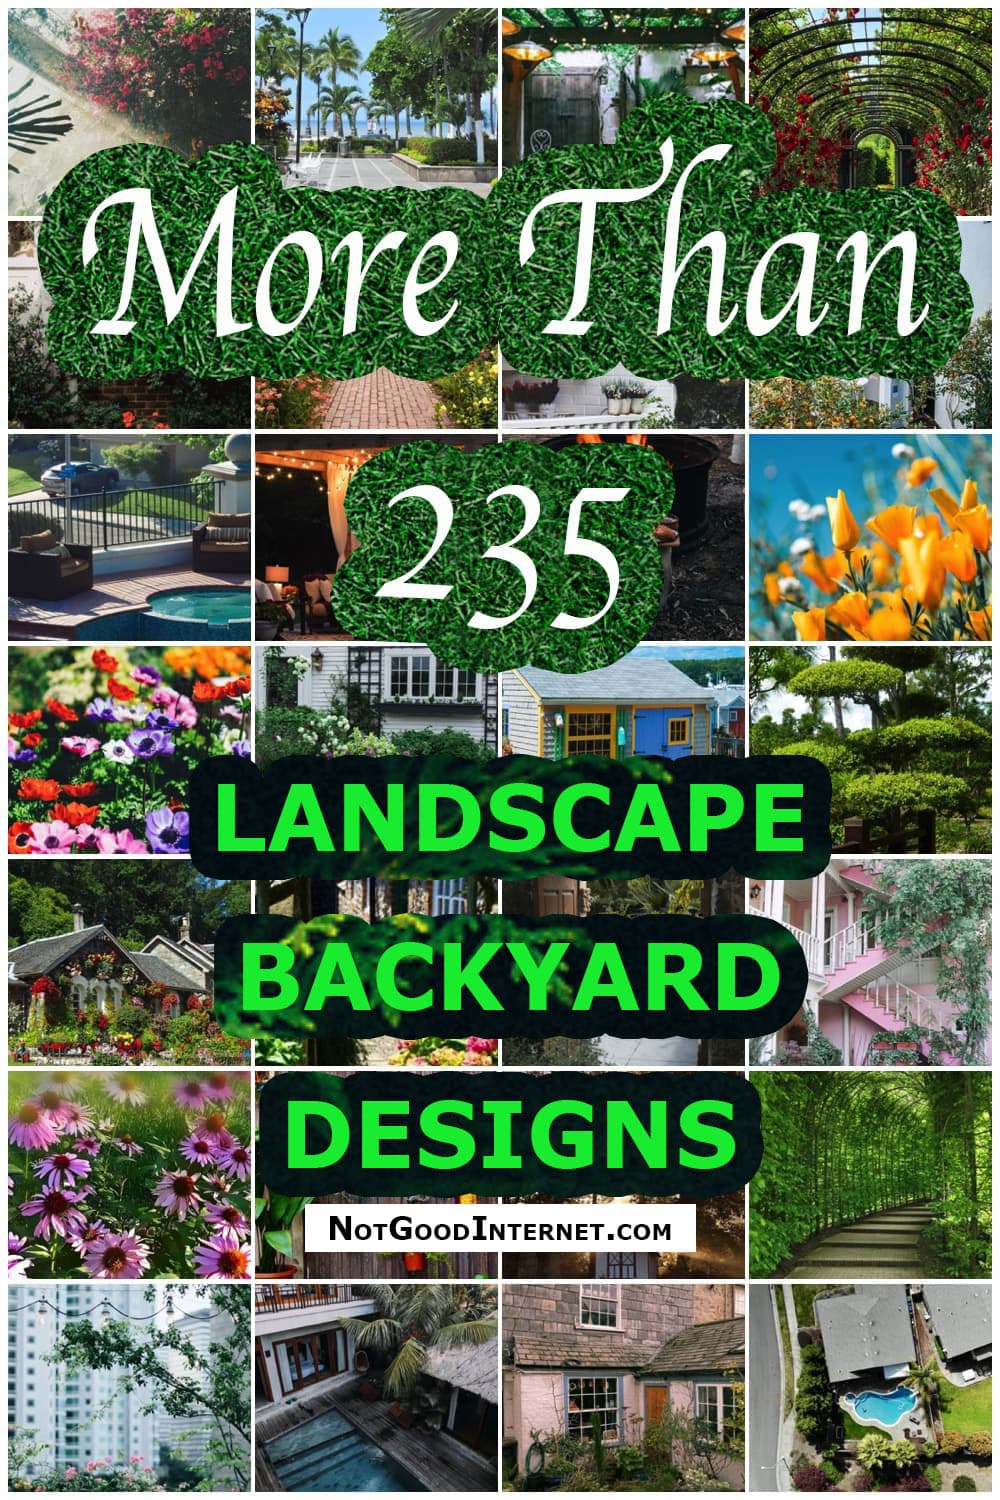 More Than
235
LANDSCAPE
BACKYARD
DESIGNS
NotGoodInternet.com